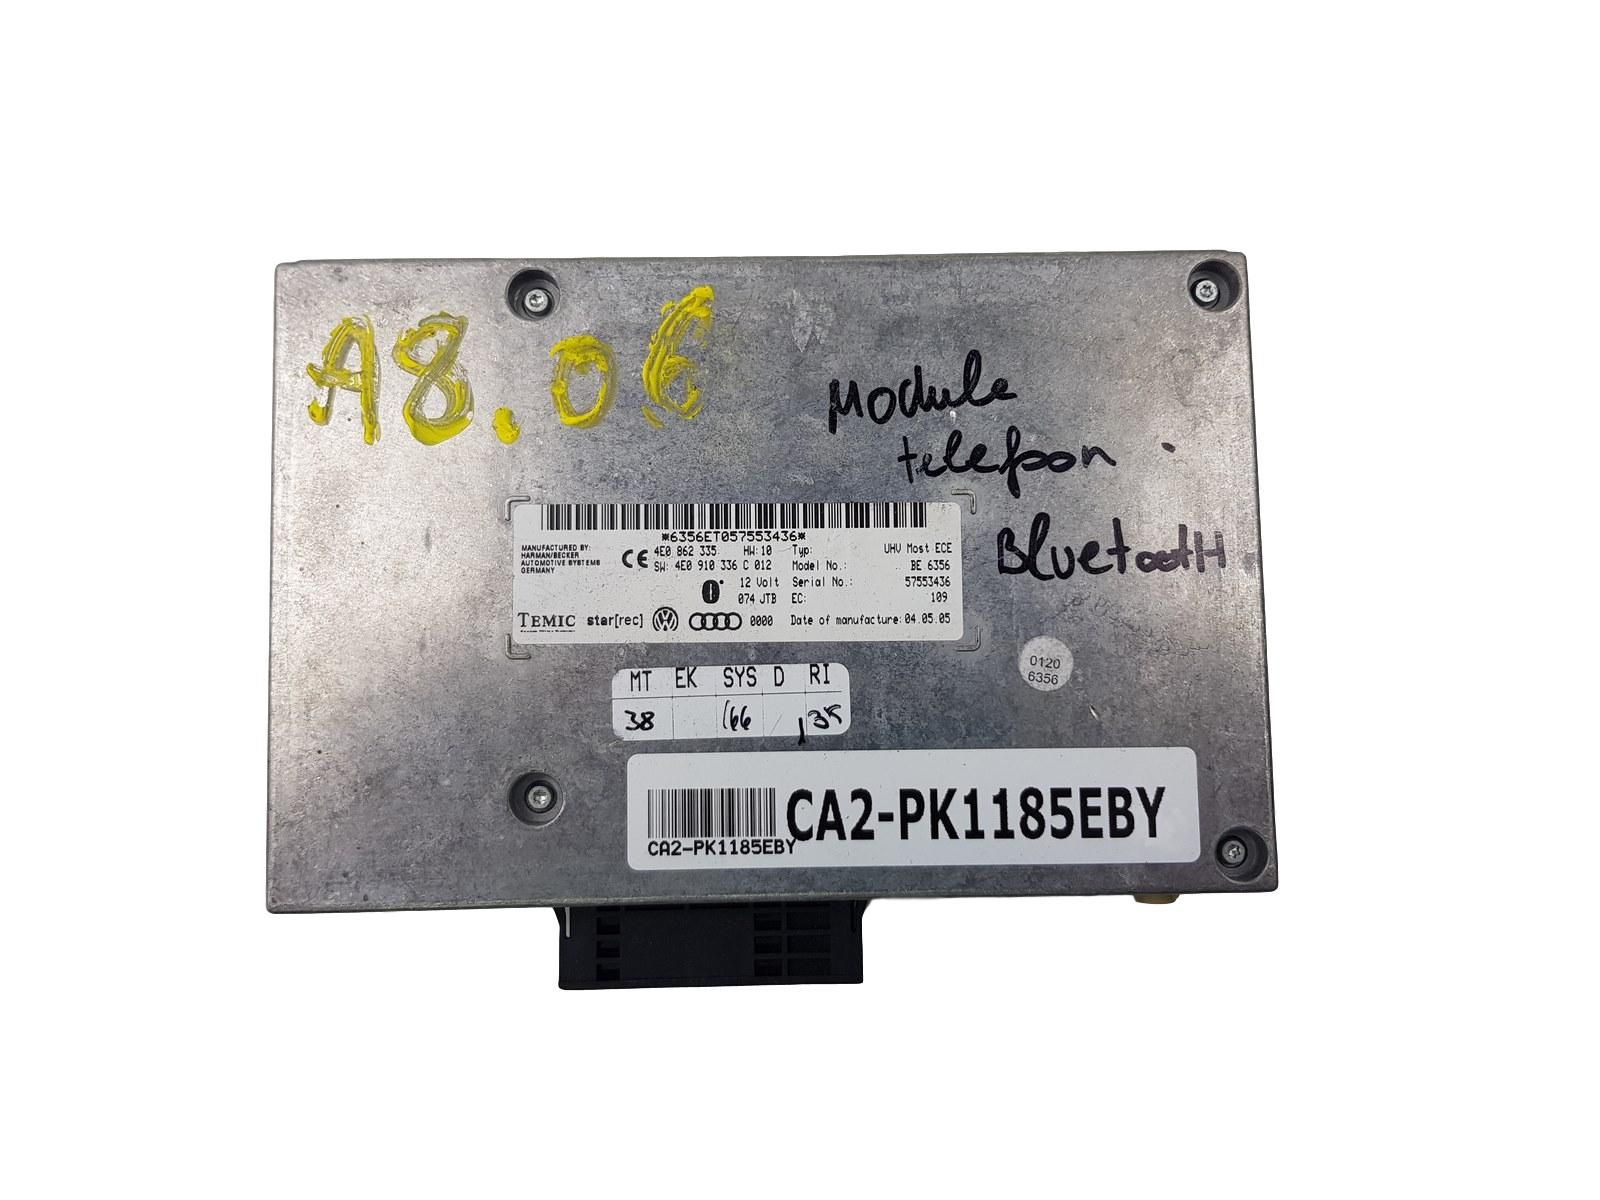 A8.06
Module
telefoon.
BluetootH.
*6356ET057553436*
MANUFACTURED BY:
HARMAN/BECKER
AUTOMOTIVE SYSTEMS
GERMANY
CE
4E0 862 335 HW:10 Typ: UHV Most ECE
SW: 4E0 910 336 C 012 Model No.: BE 6356
12 Volt Serial No.: 57553436
074 JTB EC: 109
TEMIC star[rec] 0000 Date of manufacture: 04.05.05
0120
6356
MT EK SYS D RI
38 166 35
CA2-PK1185EBY
CA2-PK1185EBY